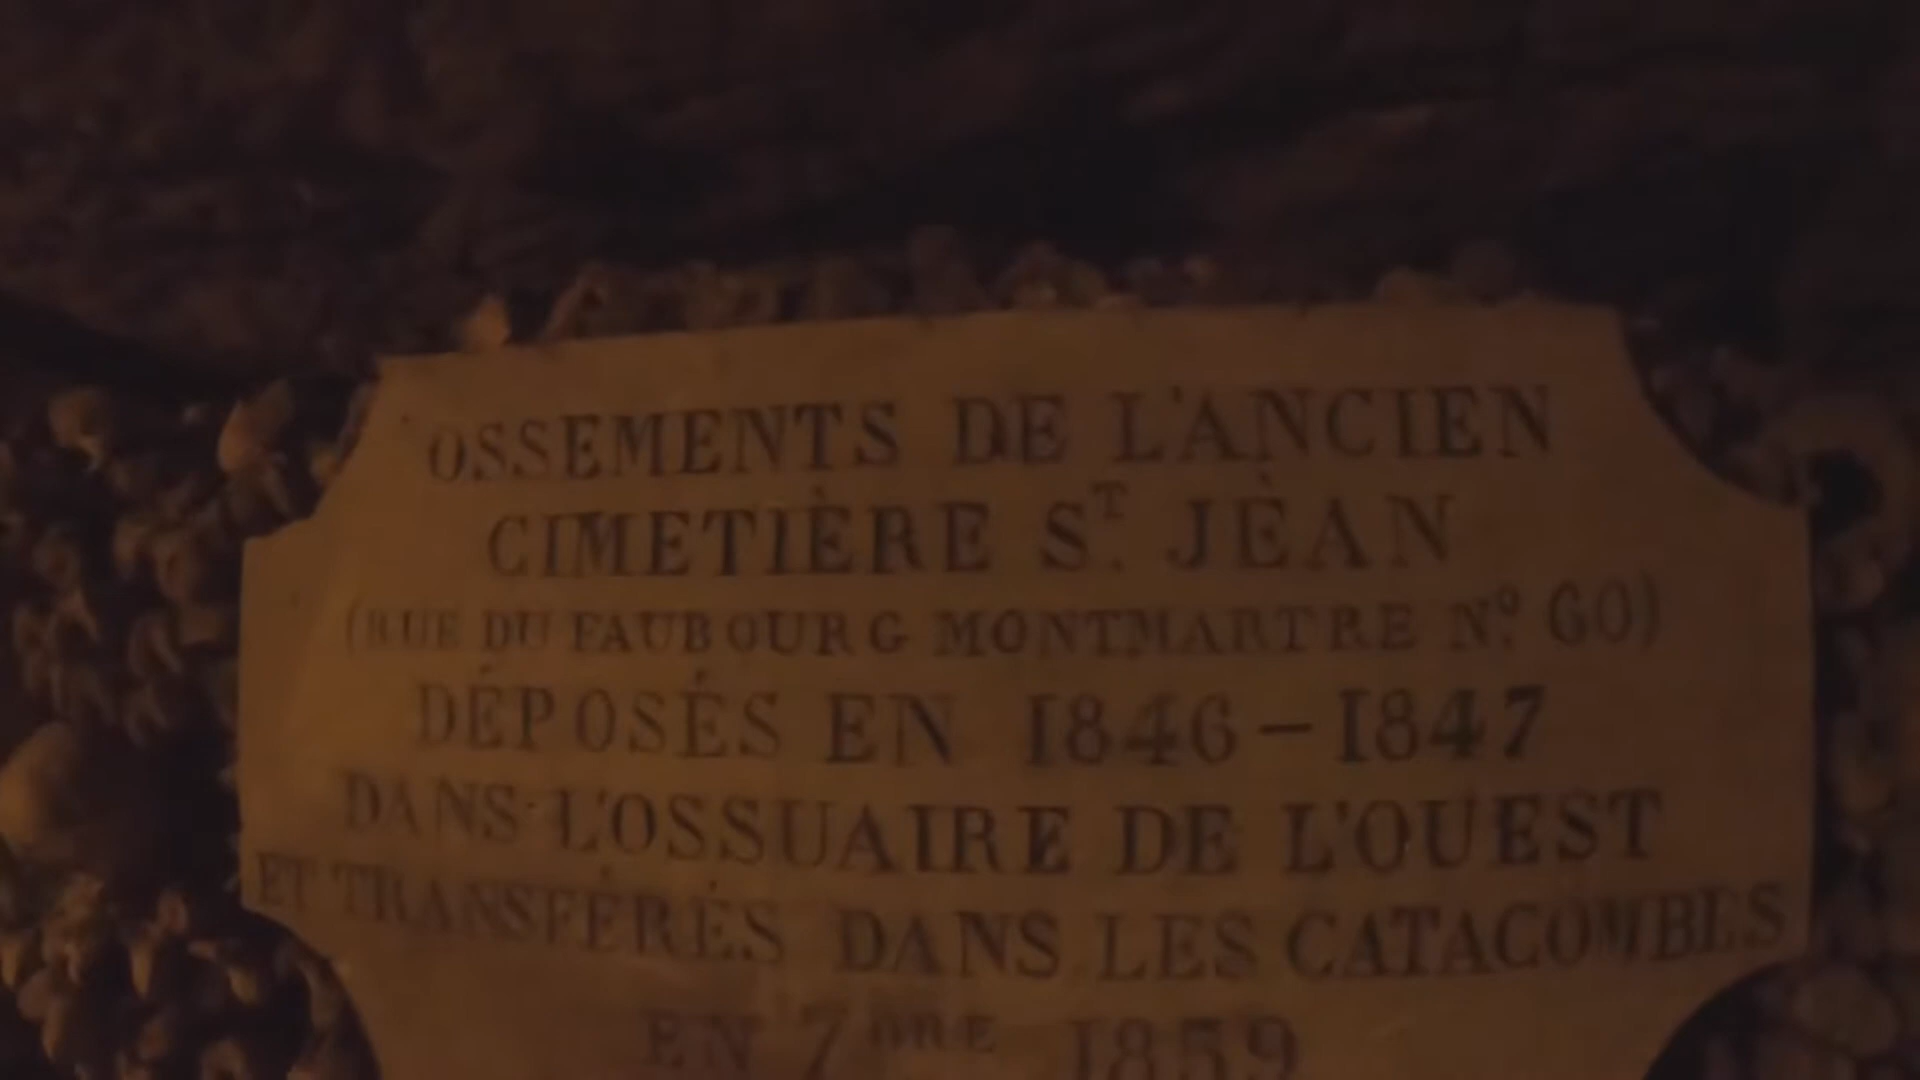 OSSEMENTS DE L'ANCIEN
CIMETIÈRE Sᵀ. JÉAN
(RUE DU FAUBOURG MONTMARTRE Nº. 60)
DÉPOSÉS EN 1846-1847
DANS L'OSSUAIRE DE L'OUEST
ET TRANSFÉRÉS DANS LES CATACOMBES
EN 7ᴮᴿᴱ 1859